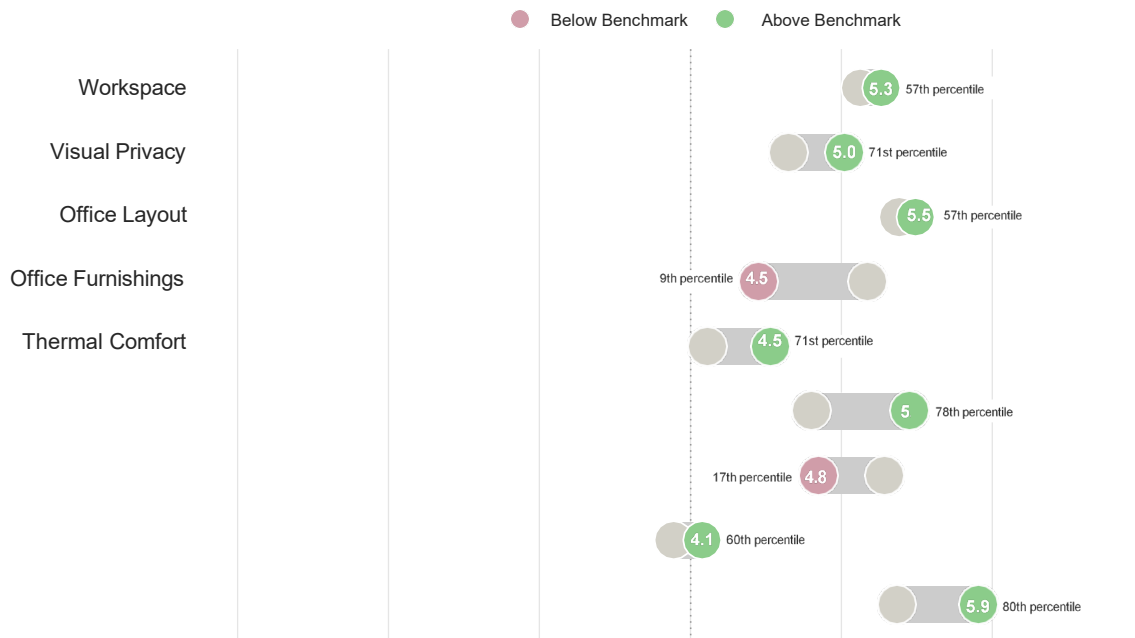 Below Benchmark Above Benchmark
Workspace 5.3 57th percentile
Visual Privacy 5.0 71st percentile
Office Layout 5.5 57th percentile
Office Furnishings 9th percentile 4.5
Thermal Comfort 4.5 71st percentile
5 78th percentile
17th percentile 4.8
4.1 60th percentile
5.9 80th percentile